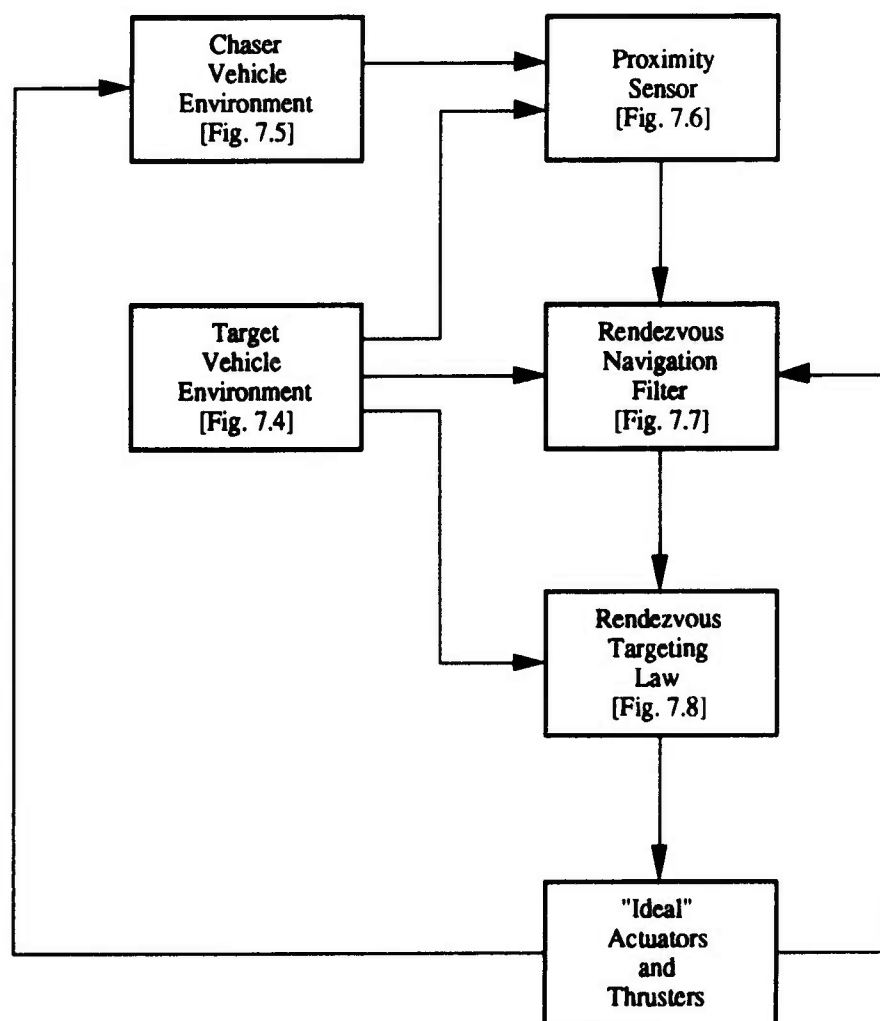 Chaser
Vehicle
Environment
[Fig. 7.5]
Proximity
Sensor
[Fig. 7.6]
Target
Vehicle
Environment
[Fig. 7.4]
Rendezvous
Navigation
Filter
[Fig. 7.7]
Rendezvous
Targeting
Law
[Fig. 7.8]
"Ideal"
Actuators
and
Thrusters